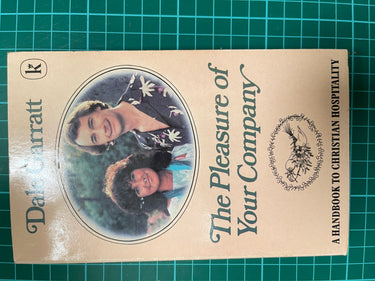 k
Dale Garratt
The Pleasure of
Your Company
A HANDBOOK TO CHRISTIAN HOSPITALITY